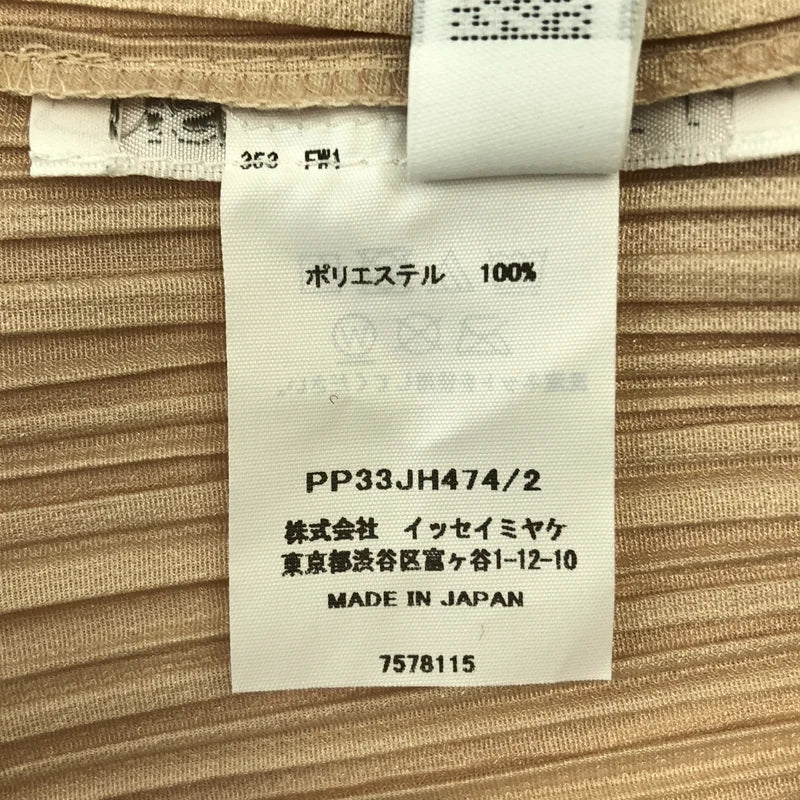 353 FW1
ポリエステル 100%
PP33JH474/2
株式会社 イッセイミヤケ
東京都渋谷区富ヶ谷1-12-10
MADE IN JAPAN
7578115